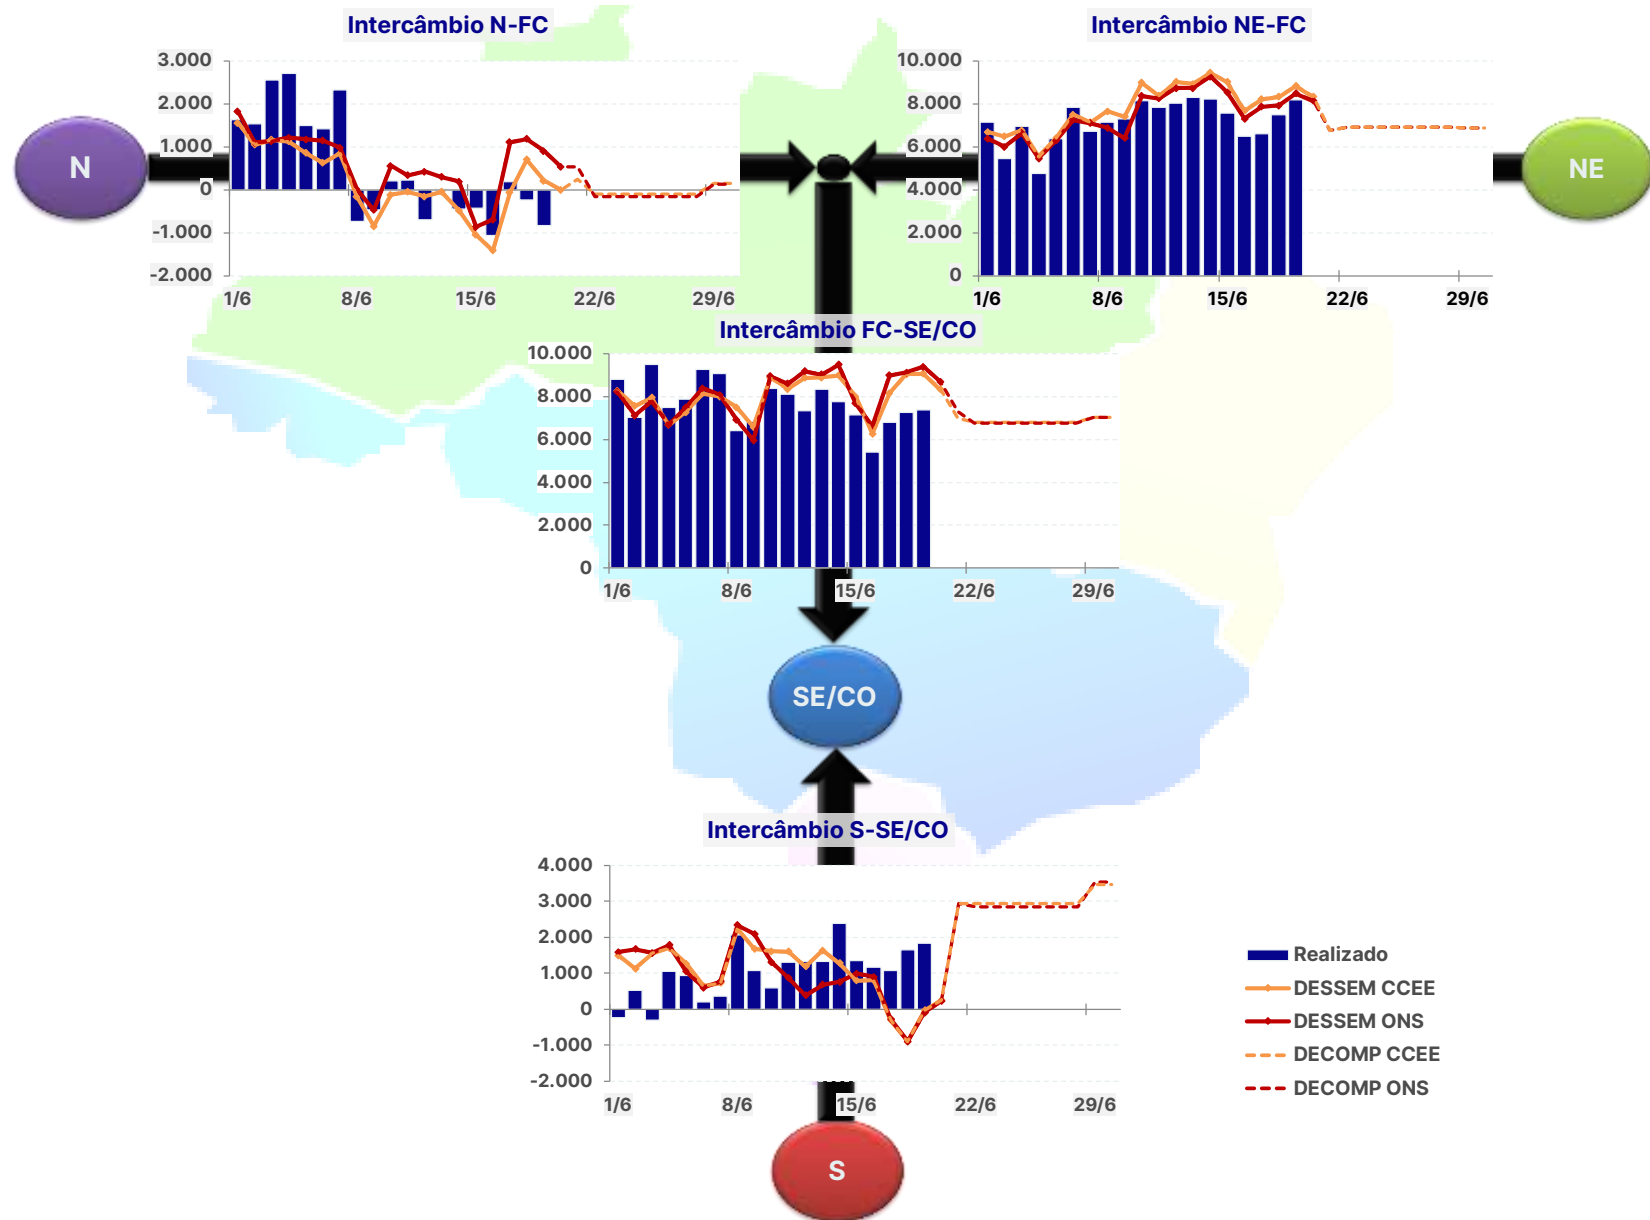 Intercâmbio N-FC
3.000
2.000
1.000
0
-1.000
-2.000
1/6 8/6 15/6 22/6 29/6
Intercâmbio NE-FC
10.000
8.000
6.000
4.000
2.000
0
1/6 8/6 15/6 22/6 29/6
N
NE
Intercâmbio FC-SE/CO
10.000
8.000
6.000
4.000
2.000
0
1/6 8/6 15/6 22/6 29/6
SE/CO
Intercâmbio S-SE/CO
4.000
3.000
2.000
1.000
0
-1.000
-2.000
1/6 8/6 15/6 22/6 29/6
Realizado
DESSEM CCEE
DESSEM ONS
DECOMP CCEE
DECOMP ONS
S